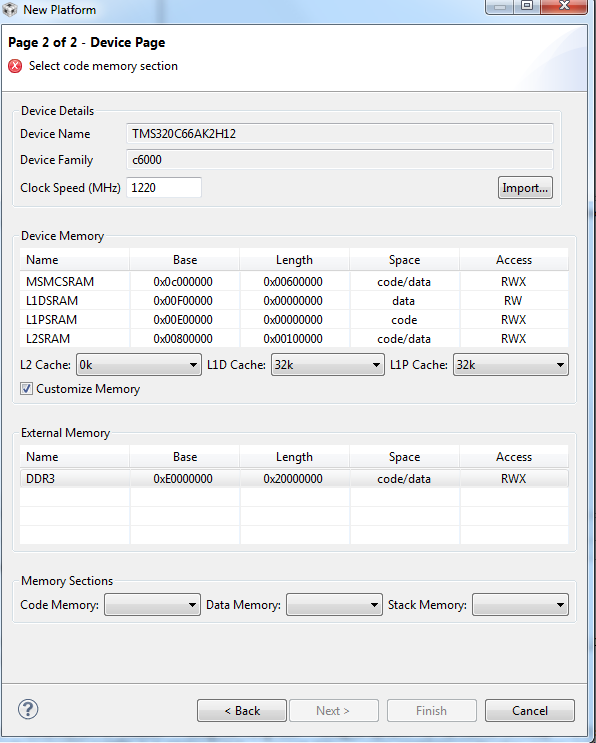 New Platform
Page 2 of 2 - Device Page
Select code memory section
Device Details
Device Name TMS320C66AK2H12
Device Family c6000
Clock Speed (MHz) 1220 Import...
Device Memory
Name Base Length Space Access
MSMCSRAM 0x0c000000 0x00600000 code/data RWX
L1DSRAM 0x00F00000 0x00000000 data RW
L1PSRAM 0x00E00000 0x00000000 code RWX
L2SRAM 0x00800000 0x00100000 code/data RWX
L2 Cache: 0k L1D Cache: 32k L1P Cache: 32k
Customize Memory
External Memory
Name Base Length Space Access
DDR3 0xE0000000 0x20000000 code/data RWX
Memory Sections
Code Memory: Data Memory: Stack Memory:
? < Back Next > Finish Cancel